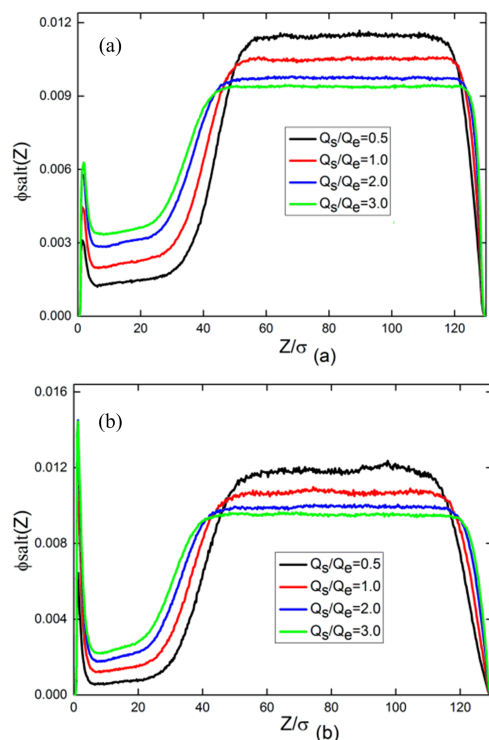 0.012
(a)
0.009
ϕsalt(Z)
0.006
Qs/Qe=0.5
Qs/Qe=1.0
Qs/Qe=2.0
Qs/Qe=3.0
0.003
0.000
0 20 40 60 80 100 120
Z/σ (a)
0.016
(b)
0.012
ϕsalt(Z)
0.008
Qs/Qe=0.5
Qs/Qe=1.0
Qs/Qe=2.0
Qs/Qe=3.0
0.004
0.000
0 20 40 60 80 100 120
Z/σ (b)